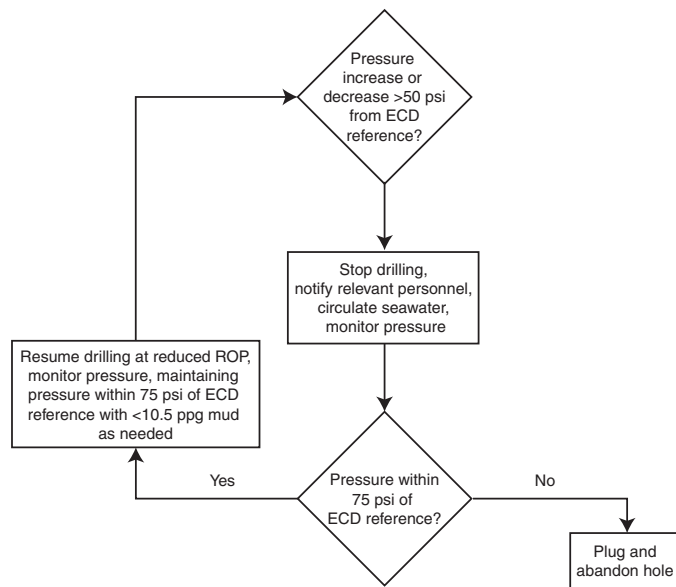 Pressure
increase or
decrease >50 psi
from ECD
reference?
Stop drilling,
notify relevant personnel,
circulate seawater,
monitor pressure
Resume drilling at reduced ROP,
monitor pressure, maintaining
pressure within 75 psi of ECD
reference with <10.5 ppg mud
as needed
Yes
Pressure within
75 psi of
ECD reference?
No
Plug and
abandon hole